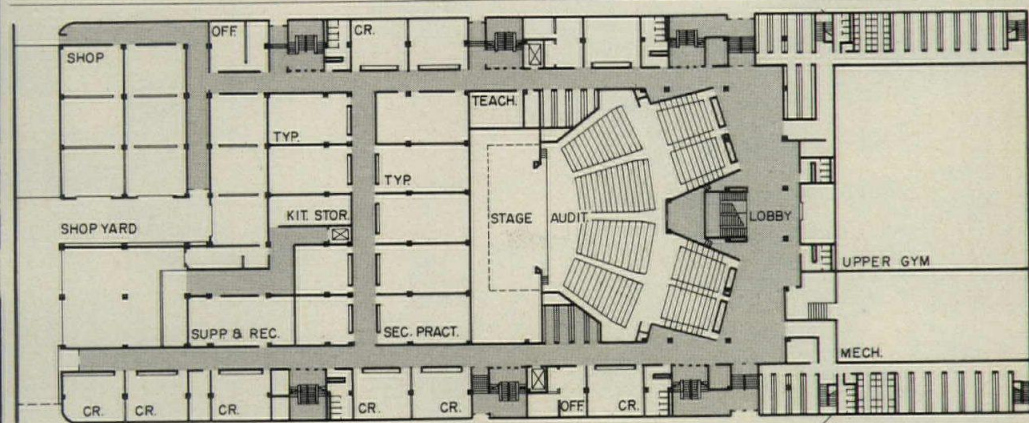 OFF.
CR.
SHOP
TEACH.
TYP.
TYP.
KIT. STOR.
STAGE
AUDIT.
LOBBY
SHOP YARD
UPPER GYM
SUPP. & REC.
SEC. PRACT.
MECH.
CR.
CR.
CR.
CR.
CR.
OFF.
CR.